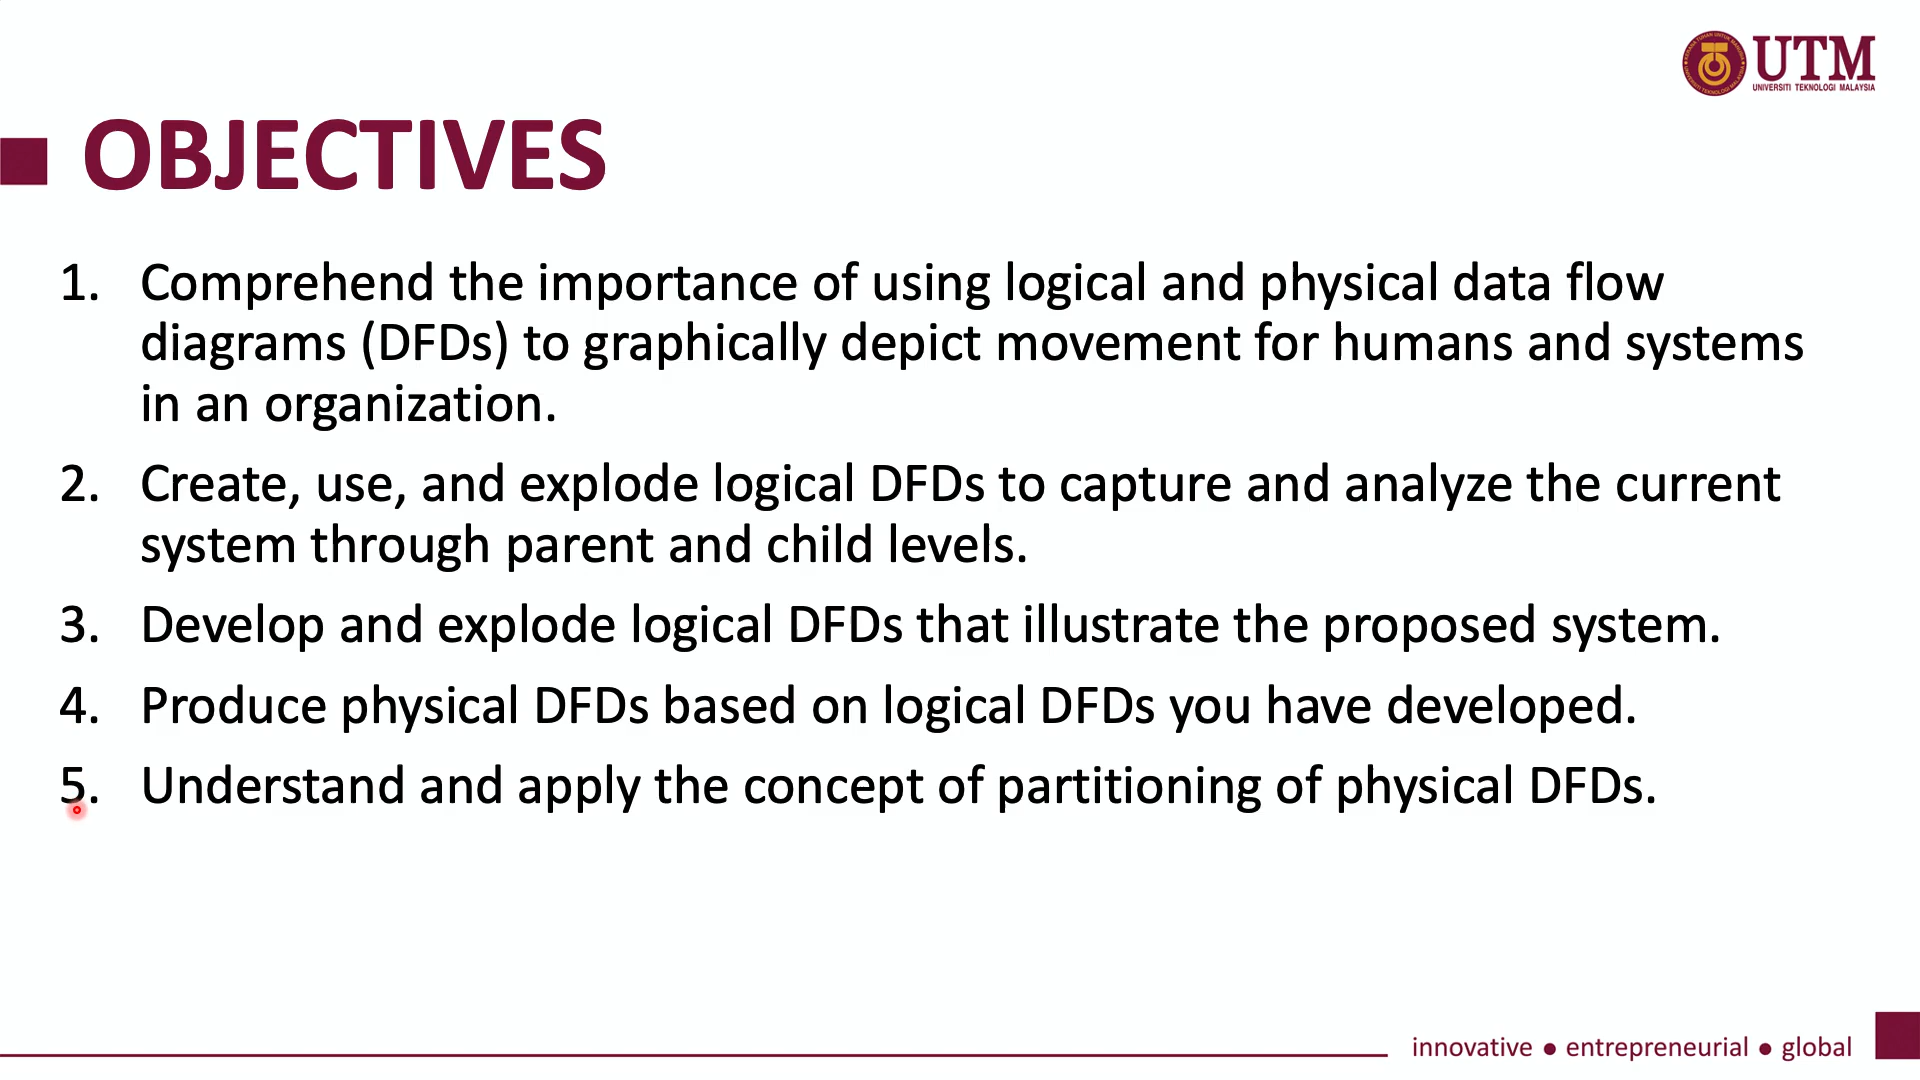 UTM
UNIVERSITI TEKNOLOGI MALAYSIA
OBJECTIVES
1. Comprehend the importance of using logical and physical data flow
diagrams (DFDs) to graphically depict movement for humans and systems
in an organization.
2. Create, use, and explode logical DFDs to capture and analyze the current
system through parent and child levels.
3. Develop and explode logical DFDs that illustrate the proposed system.
4. Produce physical DFDs based on logical DFDs you have developed.
5. Understand and apply the concept of partitioning of physical DFDs.
innovative ● entrepreneurial ● global